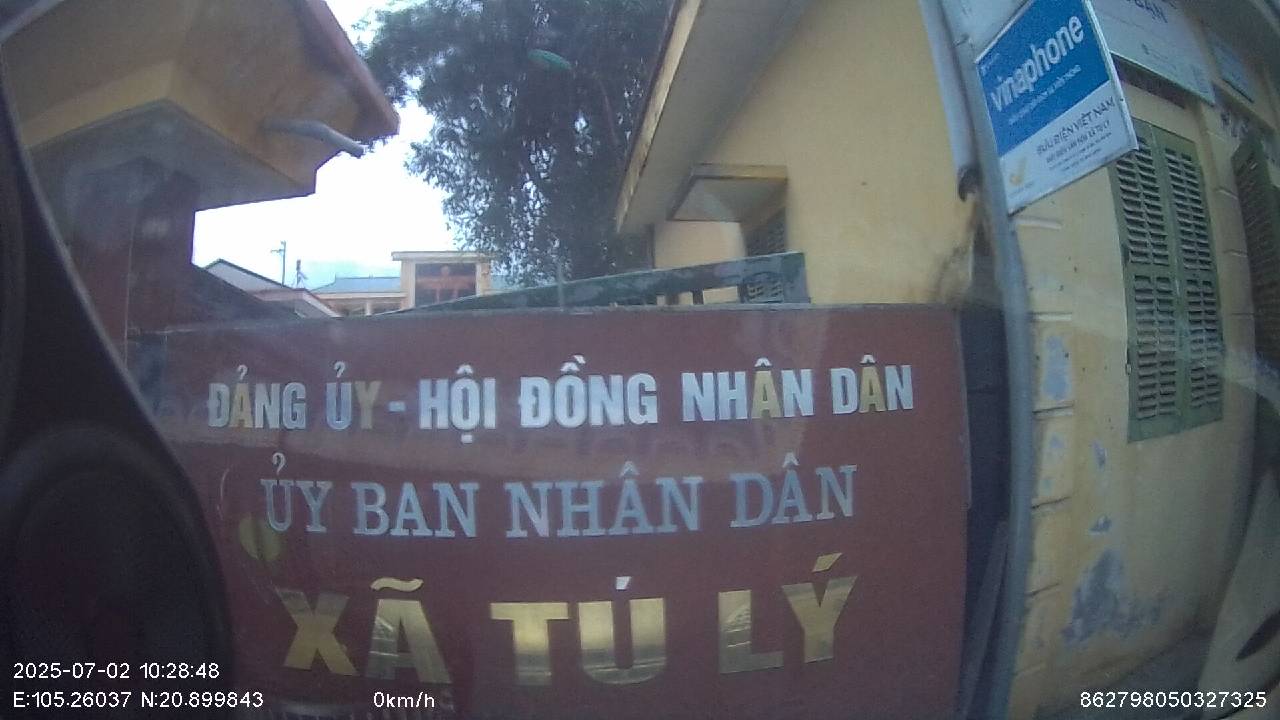 vinaphone
BƯU ĐIỆN VIỆT NAM
ĐẢNG ỦY - HỘI ĐỒNG NHÂN DÂN
ỦY BAN NHÂN DÂN
XÃ TÚ LÝ
2025-07-02 10:28:48
E:105.26037 N:20.899843 0km/h 862798050327325